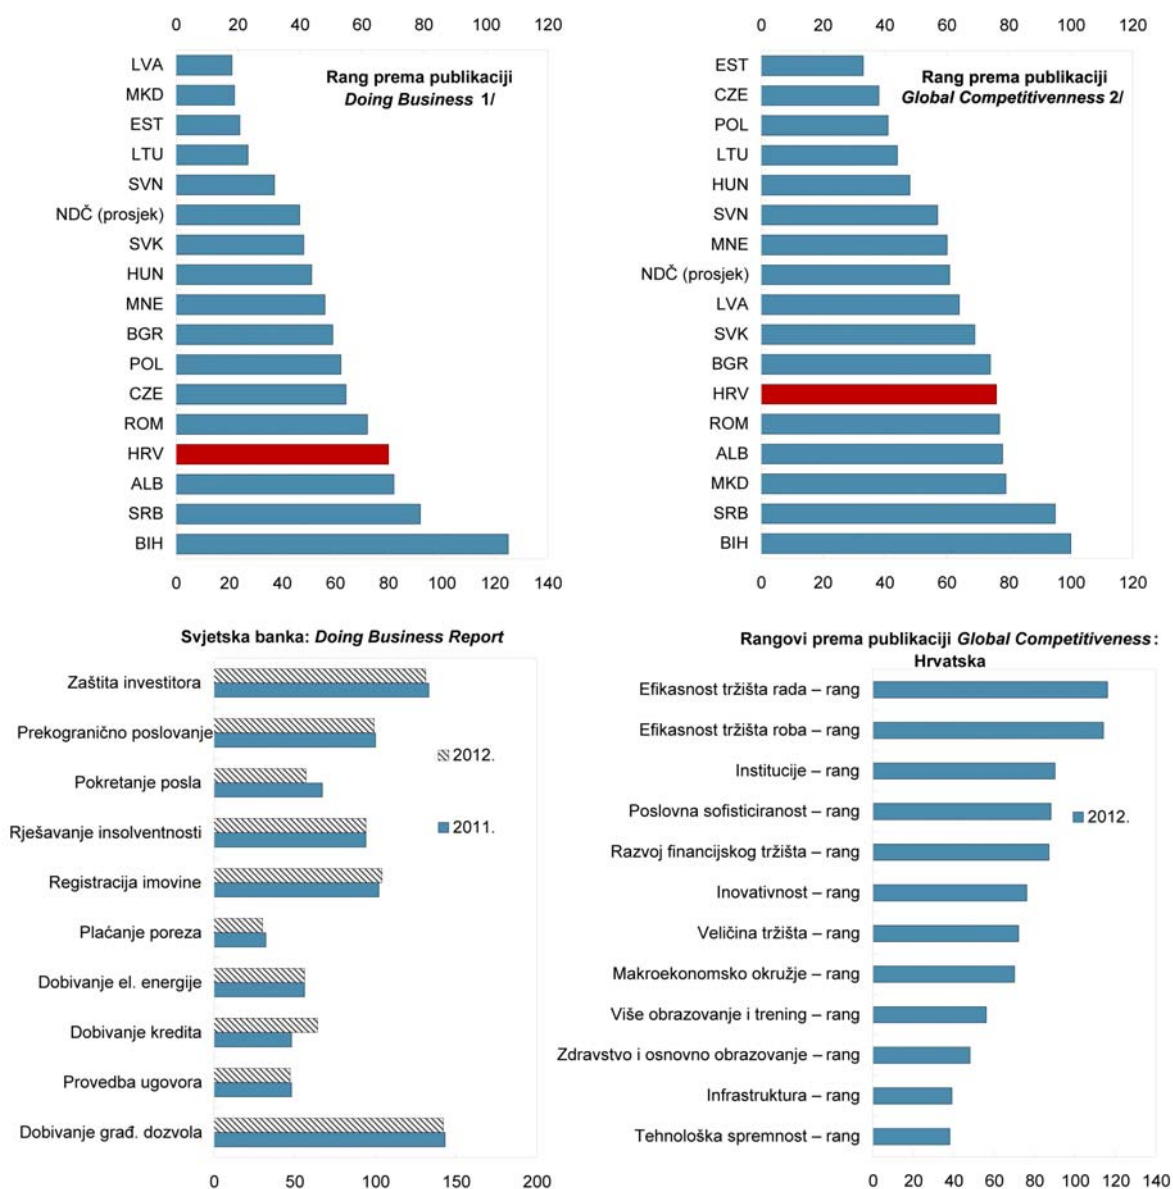 0 20 40 60 80 100 120
Rang prema publikaciji
Doing Business 1/
LVA
MKD
EST
LTU
SVN
NDČ (prosjek)
SVK
HUN
MNE
BGR
POL
CZE
ROM
HRV
ALB
SRB
BIH
0 20 40 60 80 100 120 140
0 20 40 60 80 100 120
Rang prema publikaciji
Global Competitivenness 2/
EST
CZE
POL
LTU
HUN
SVN
MNE
NDČ (prosjek)
LVA
SVK
BGR
HRV
ROM
ALB
MKD
SRB
BIH
0 20 40 60 80 100 120
Svjetska banka: Doing Business Report
Zaštita investitora
Prekogranično poslovanje
Pokretanje posla
Rješavanje insolventnosti
Registracija imovine
Plaćanje poreza
Dobivanje el. energije
Dobivanje kredita
Provedba ugovora
Dobivanje građ. dozvola
2012.
2011.
0 50 100 150 200
Rangovi prema publikaciji Global Competitiveness:
Hrvatska
Efikasnost tržišta rada – rang
Efikasnost tržišta roba – rang
Institucije – rang
Poslovna sofisticiranost – rang
Razvoj financijskog tržišta – rang
Inovativnost – rang
Veličina tržišta – rang
Makroekonomsko okružje – rang
Više obrazovanje i trening – rang
Zdravstvo i osnovno obrazovanje – rang
Infrastruktura – rang
Tehnološka spremnost – rang
2012.
0 20 40 60 80 100 120 140